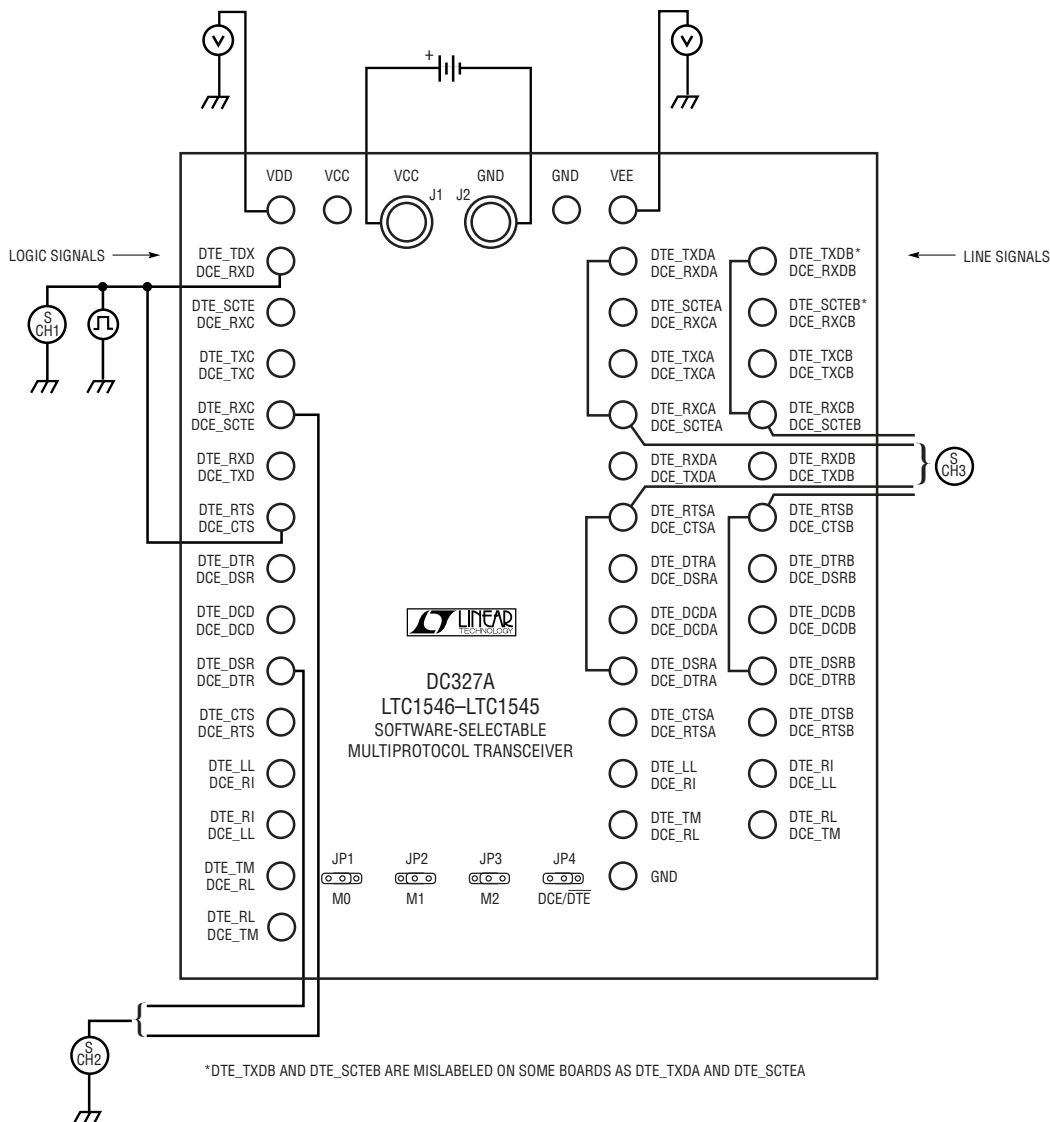 V
V
+
VDD
VCC
VCC
J1
J2
GND
GND
VEE
LOGIC SIGNALS
LINE SIGNALS
DTE_TDX
DCE_RXD
DTE_SCTE
DCE_RXC
DTE_TXC
DCE_TXC
DTE_RXC
DCE_SCTE
DTE_RXD
DCE_TXD
DTE_RTS
DCE_CTS
DTE_DTR
DCE_DSR
DTE_DCD
DCE_DCD
DTE_DSR
DCE_DTR
DTE_CTS
DCE_RTS
DTE_LL
DCE_RI
DTE_RI
DCE_LL
DTE_TM
DCE_RL
DTE_RL
DCE_TM
S
CH1
S
CH2
LINEAR
TECHNOLOGY
DC327A
LTC1546–LTC1545
SOFTWARE-SELECTABLE
MULTIPROTOCOL TRANSCEIVER
JP1
M0
JP2
M1
JP3
M2
JP4
DCE/DTE
DTE_TXDA
DCE_RXDA
DTE_SCTEA
DCE_RXCA
DTE_TXCA
DCE_TXCA
DTE_RXCA
DCE_SCTEA
DTE_RXDA
DCE_TXDA
DTE_RTSA
DCE_CTSA
DTE_DTRA
DCE_DSRA
DTE_DCDA
DCE_DCDA
DTE_DSRA
DCE_DTRA
DTE_CTSA
DCE_RTSA
DTE_LL
DCE_RI
DTE_TM
DCE_RL
GND
DTE_TXDB*
DCE_RXDB
DTE_SCTEB*
DCE_RXCB
DTE_TXCB
DCE_TXCB
DTE_RXCB
DCE_SCTEB
DTE_RXDB
DCE_TXDB
DTE_RTSB
DCE_CTSB
DTE_DTRB
DCE_DSRB
DTE_DCDB
DCE_DCDB
DTE_DSRB
DCE_DTRB
DTE_DTSB
DCE_RTSB
DTE_RI
DCE_LL
DTE_RL
DCE_TM
S
CH3
*DTE_TXDB AND DTE_SCTEB ARE MISLABELED ON SOME BOARDS AS DTE_TXDA AND DTE_SCTEA